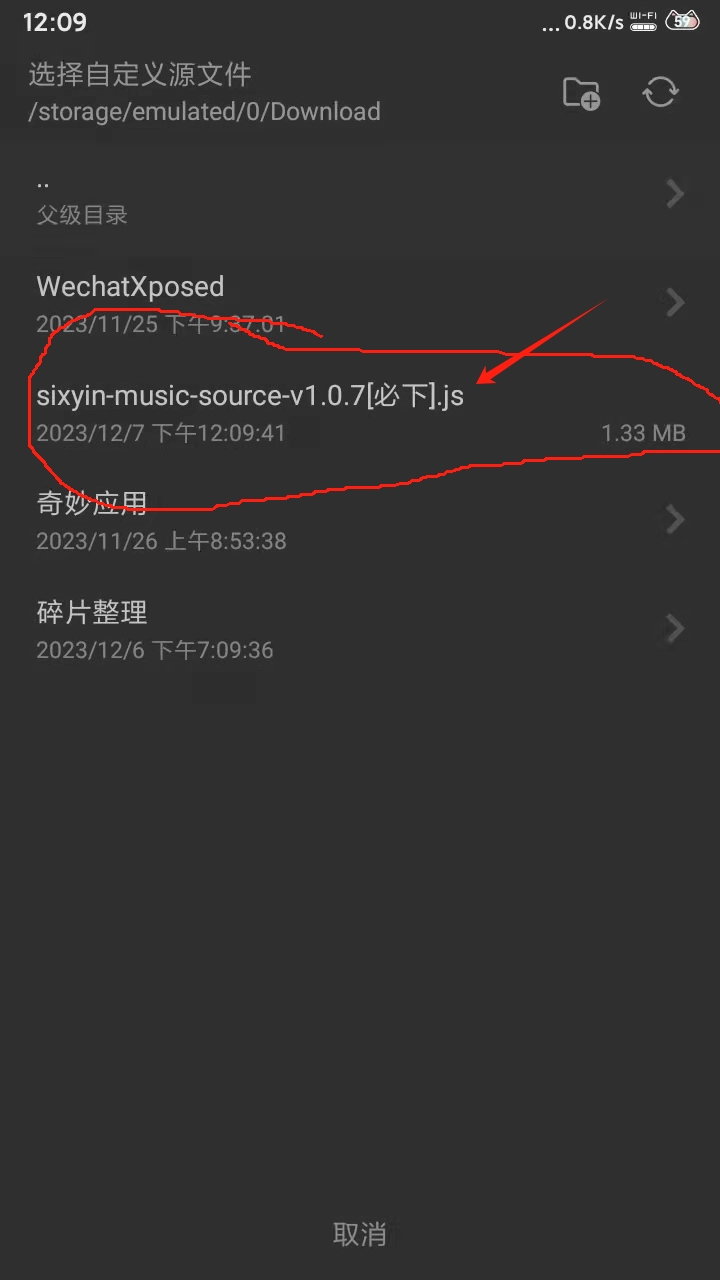 12:09
... 0.8K/s WI-FI 59
选择自定义源文件
/storage/emulated/0/Download
..
父级目录
WechatXposed
2023/11/25 下午9:37:01
sixyin-music-source-v1.0.7[必下].js
2023/12/7 下午12:09:41 1.33 MB
奇妙应用
2023/11/26 上午8:53:38
碎片整理
2023/12/6 下午7:09:36
取消